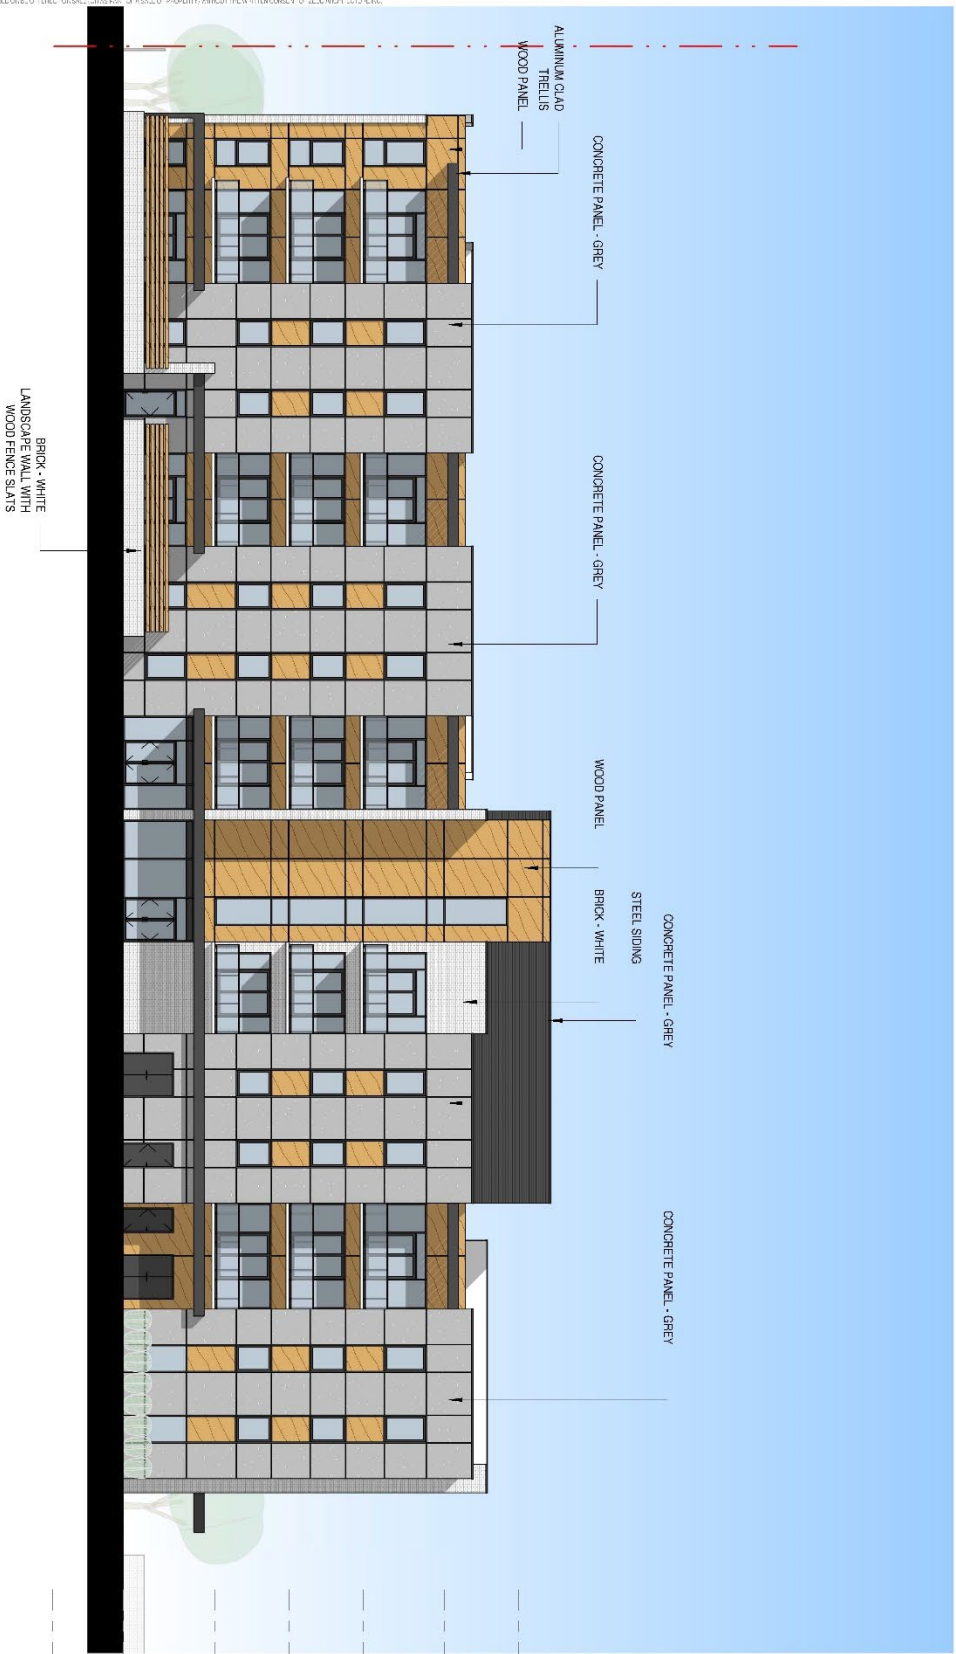 ALUMINUM CLAD
TRELLIS
WOOD PANEL
CONCRETE PANEL - GREY
CONCRETE PANEL - GREY
WOOD PANEL
BRICK - WHITE
STEEL SIDING
CONCRETE PANEL - GREY
CONCRETE PANEL - GREY
BRICK - WHITE
LANDSCAPE WALL WITH
WOOD FENCE SLATS